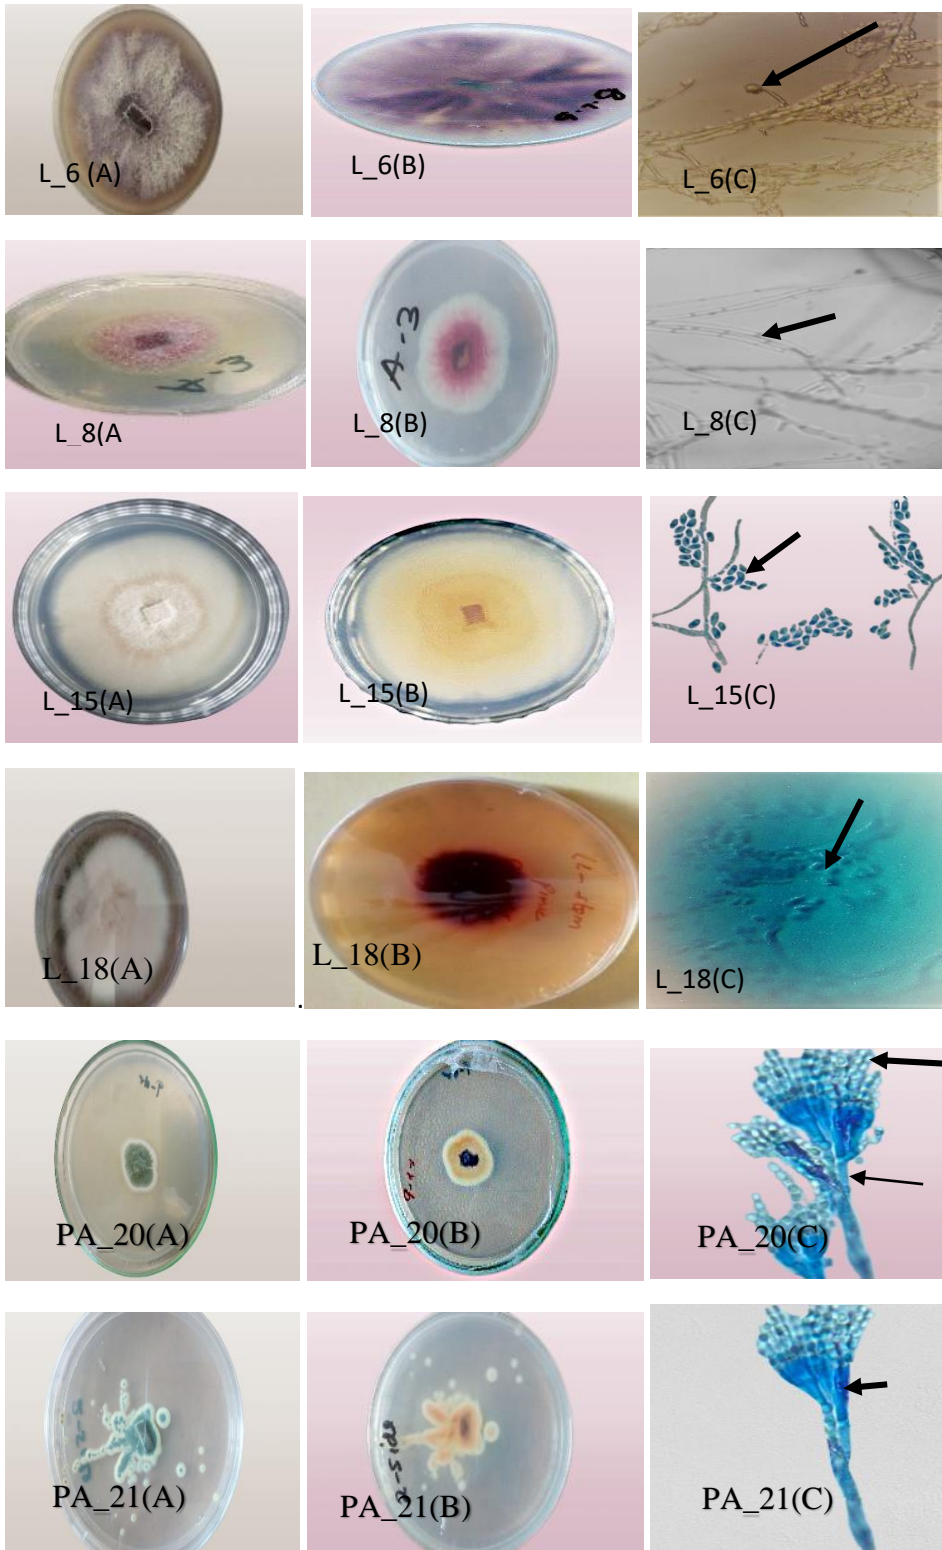 L_6 (A)
L_6(B)
L_6(C)
A-3
L_8(A
A-3
L_8(B)
L_8(C)
L_15(A)
L_15(B)
L_15(C)
L_18(A)
.
L_18(B)
L_18(C)
PA_20(A)
PA_20(B)
PA_20(C)
PA_21(A)
PA_21(B)
PA_21(C)